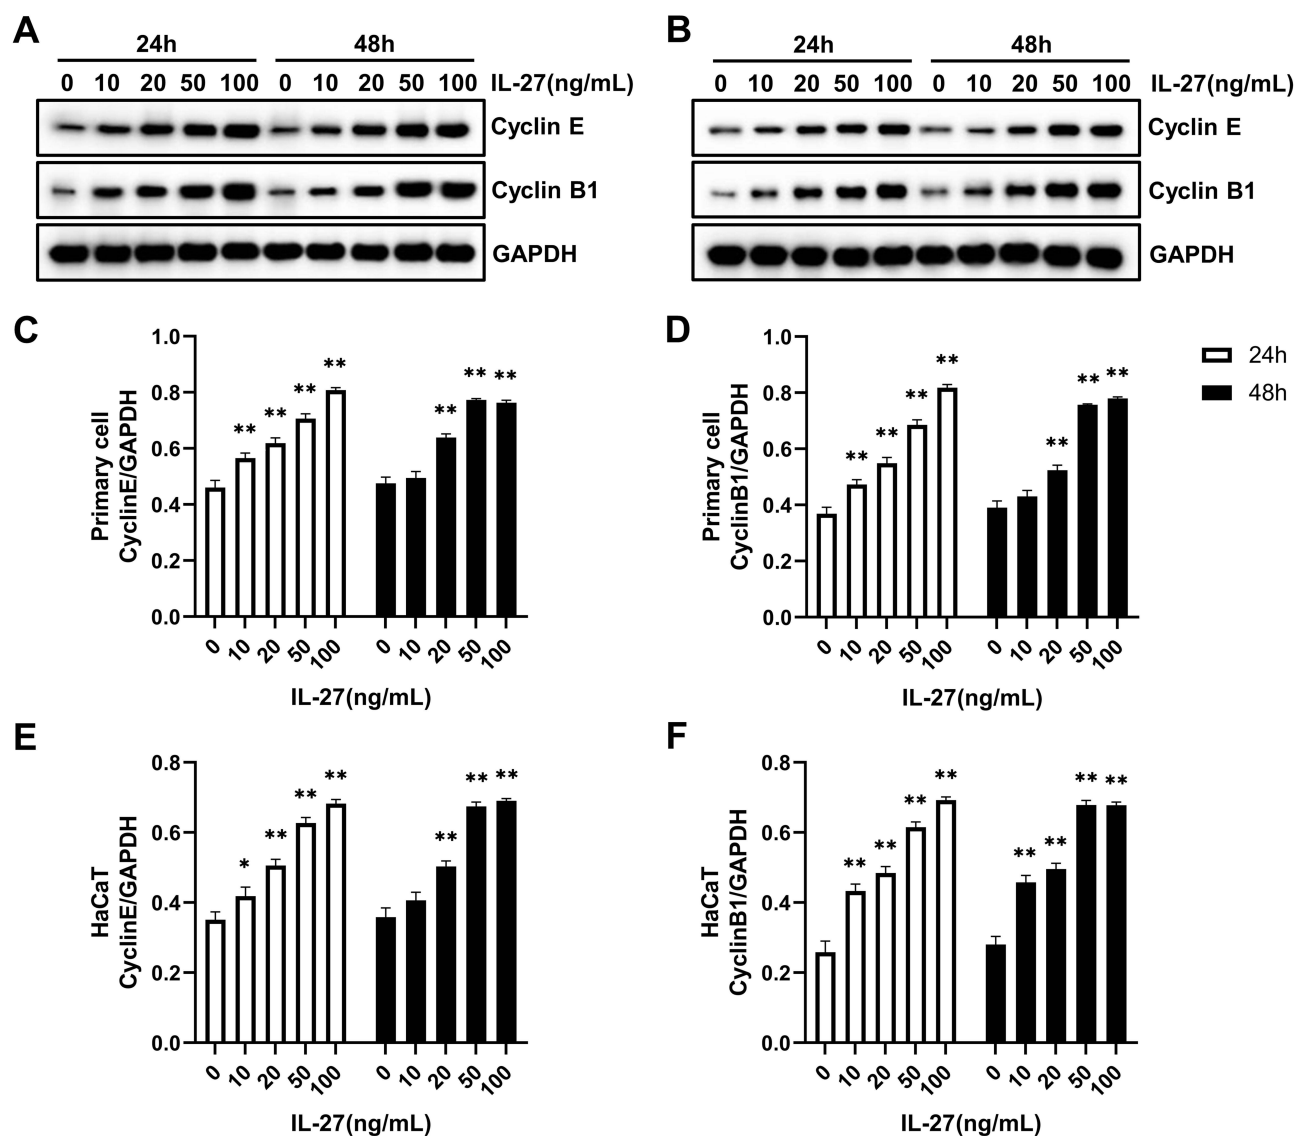 A
24h 48h
0 10 20 50 100 0 10 20 50 100 IL-27(ng/mL)
Cyclin E
Cyclin B1
GAPDH
B
24h 48h
0 10 20 50 100 0 10 20 50 100 IL-27(ng/mL)
Cyclin E
Cyclin B1
GAPDH
C
Primary cell
CyclinE/GAPDH
1.0
0.8
0.6
0.4
0.2
0.0
** ** ** ** ** ** **
0 10 20 50 100 0 10 20 50 100
IL-27(ng/mL)
D
Primary cell
CyclinB1/GAPDH
1.0
0.8
0.6
0.4
0.2
0.0
** ** ** ** ** ** **
0 10 20 50 100 0 10 20 50 100
IL-27(ng/mL)
24h
48h
E
HaCaT
CyclinE/GAPDH
0.8
0.6
0.4
0.2
0.0
* ** ** ** ** ** **
0 10 20 50 100 0 10 20 50 100
IL-27(ng/mL)
F
HaCaT
CyclinB1/GAPDH
0.8
0.6
0.4
0.2
0.0
** ** ** ** ** ** ** **
0 10 20 50 100 0 10 20 50 100
IL-27(ng/mL)